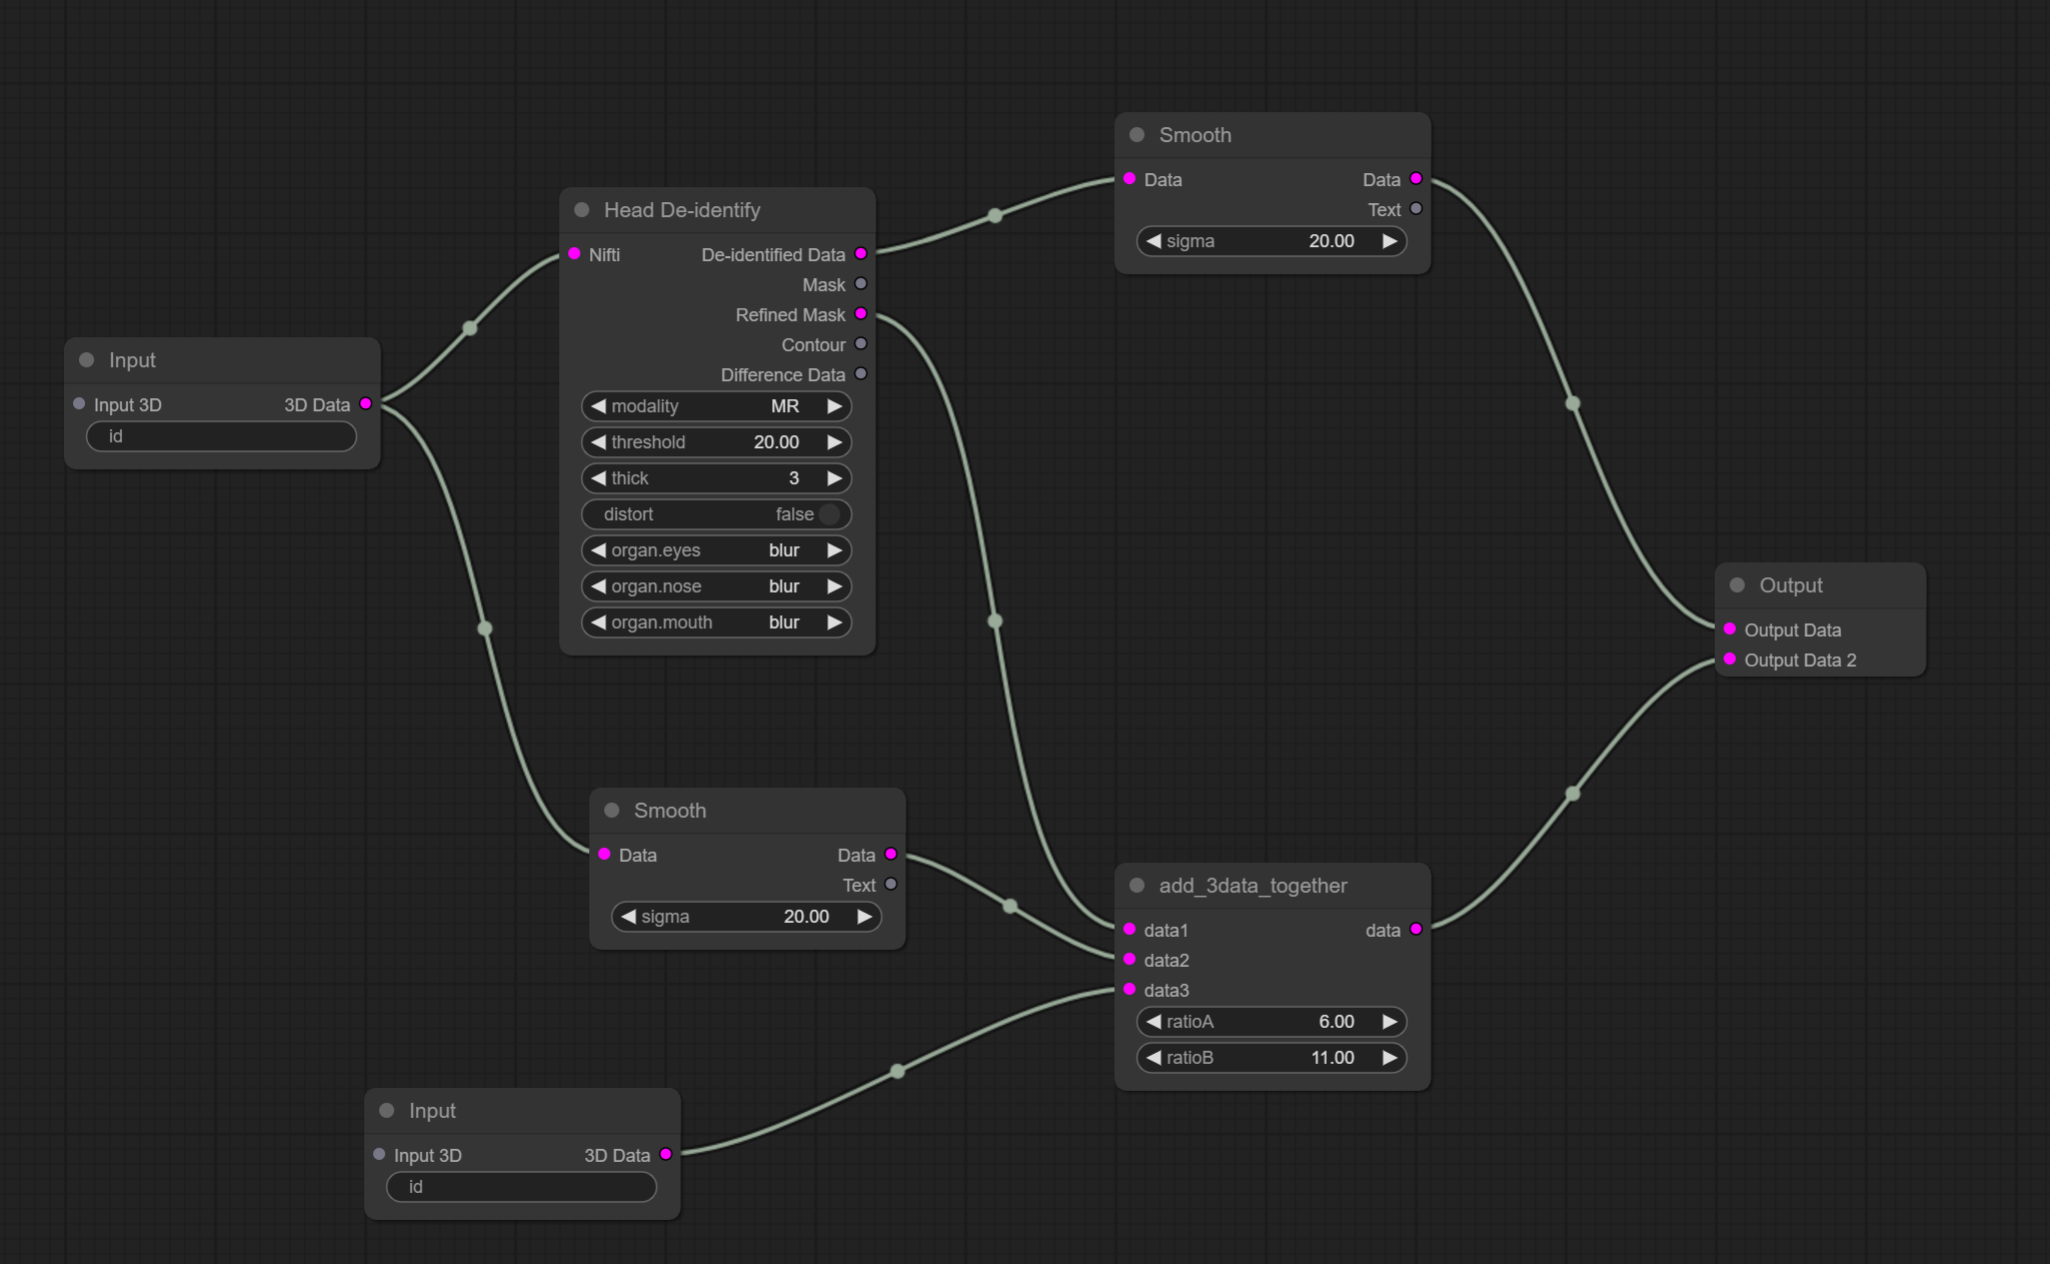 Input
Input 3D 3D Data
id
Head De-identify
Nifti De-identified Data
Mask
Refined Mask
Contour
Difference Data
modality MR
threshold 20.00
thick 3
distort false
organ.eyes blur
organ.nose blur
organ.mouth blur
Smooth
Data Data
Text
sigma 20.00
Output
Output Data
Output Data 2
Smooth
Data Data
Text
sigma 20.00
add_3data_together
data1 data
data2
data3
ratioA 6.00
ratioB 11.00
Input
Input 3D 3D Data
id